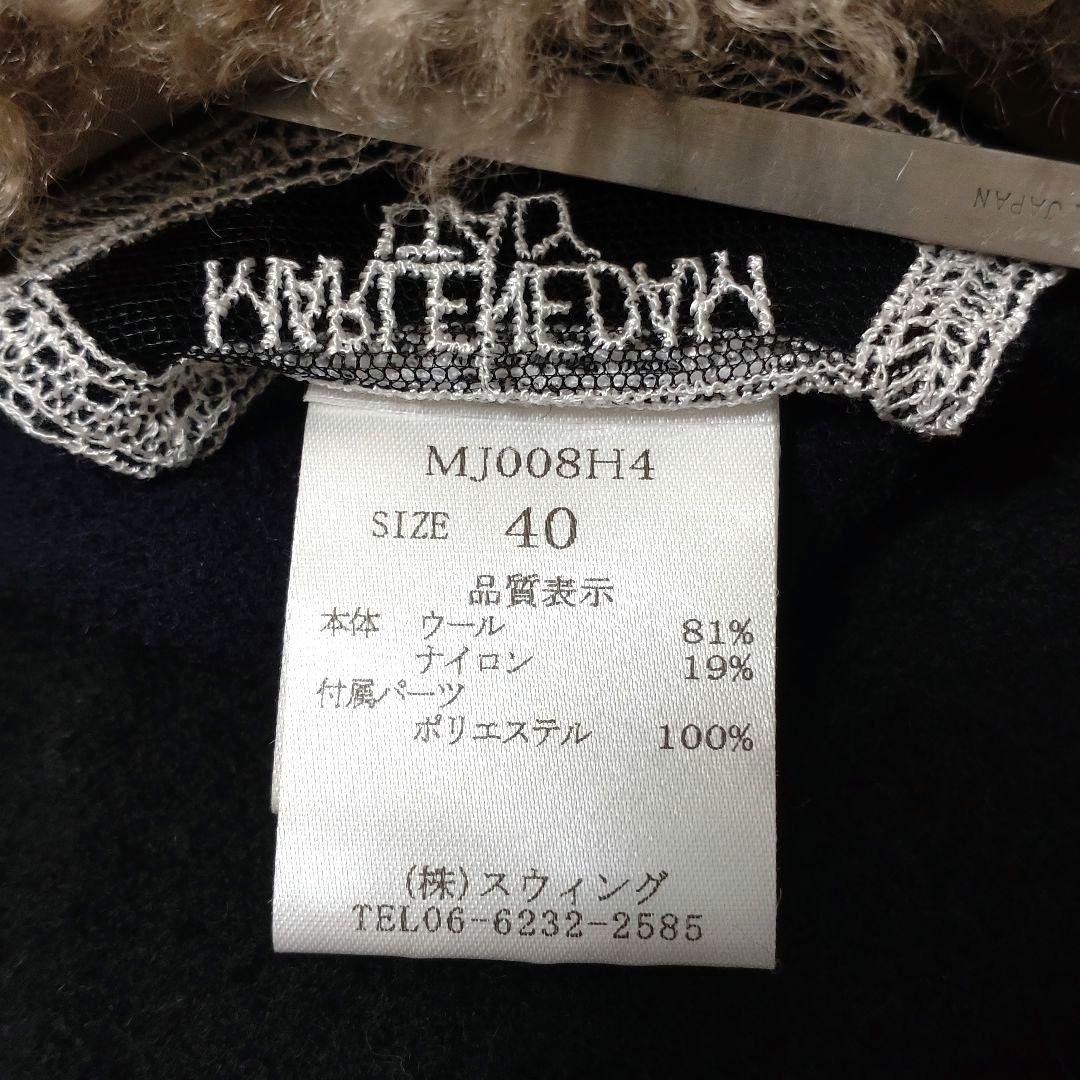 JAPAN
MJ008H4
SIZE 40
品質表示
本体 ウール 81%
ナイロン 19%
付属パーツ
ポリエステル 100%
(株)スウィング
TEL06-6232-2585